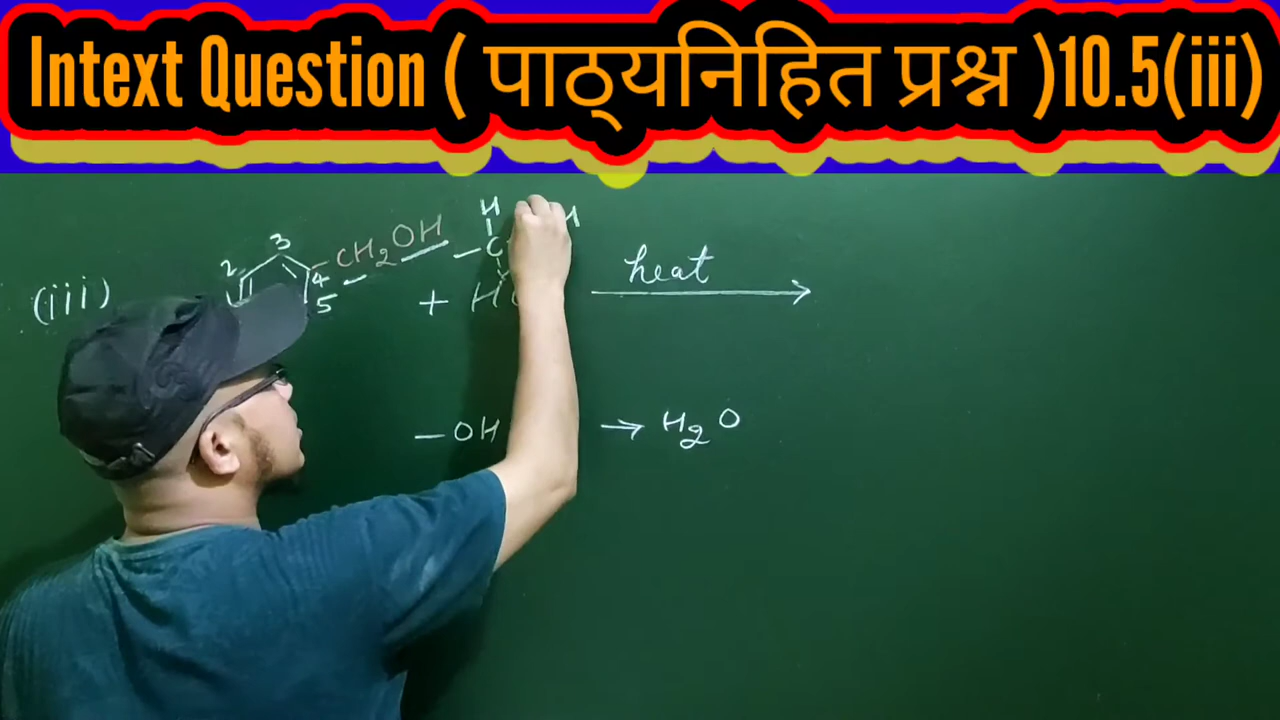 Intext Question ( पाठ्यनिहित प्रश्न )10.5(iii)
H
3
2
4
5
CH2OH
— C
H
(iii)
+ H
heat
— OH
→ H2O